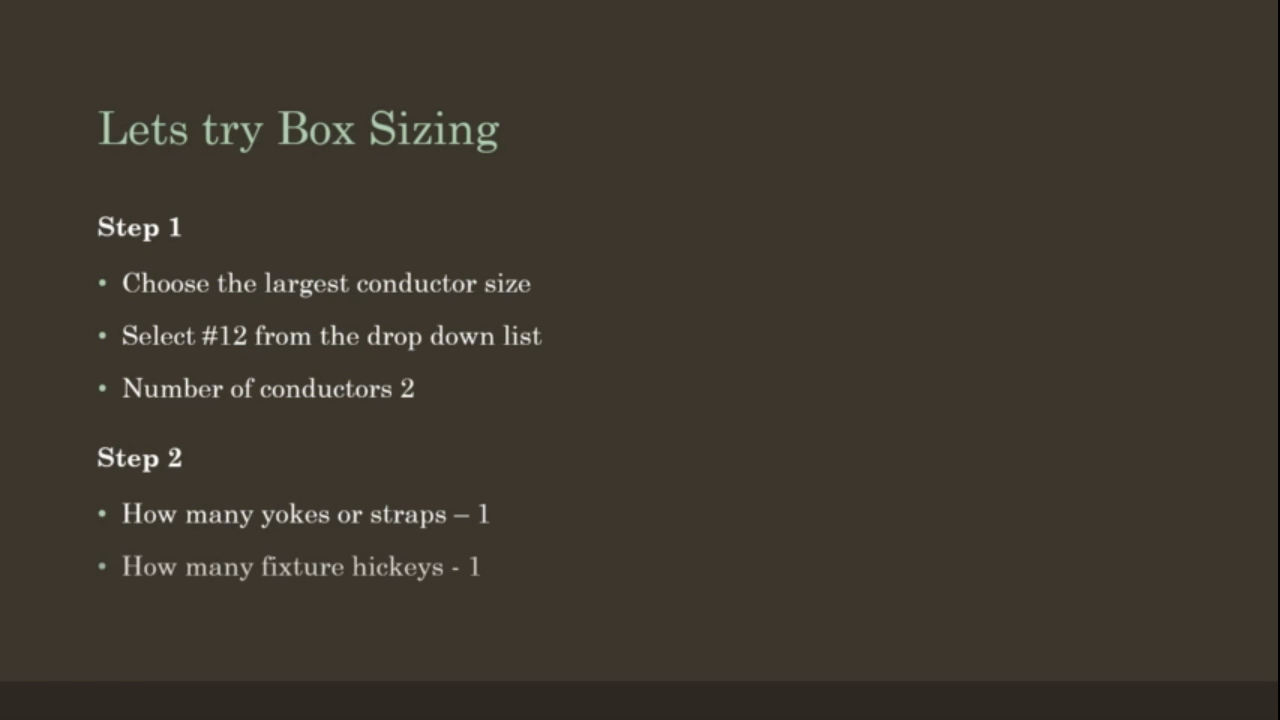 Lets try Box Sizing
Step 1
• Choose the largest conductor size
• Select #12 from the drop down list
• Number of conductors 2
Step 2
• How many yokes or straps – 1
• How many fixture hickeys - 1